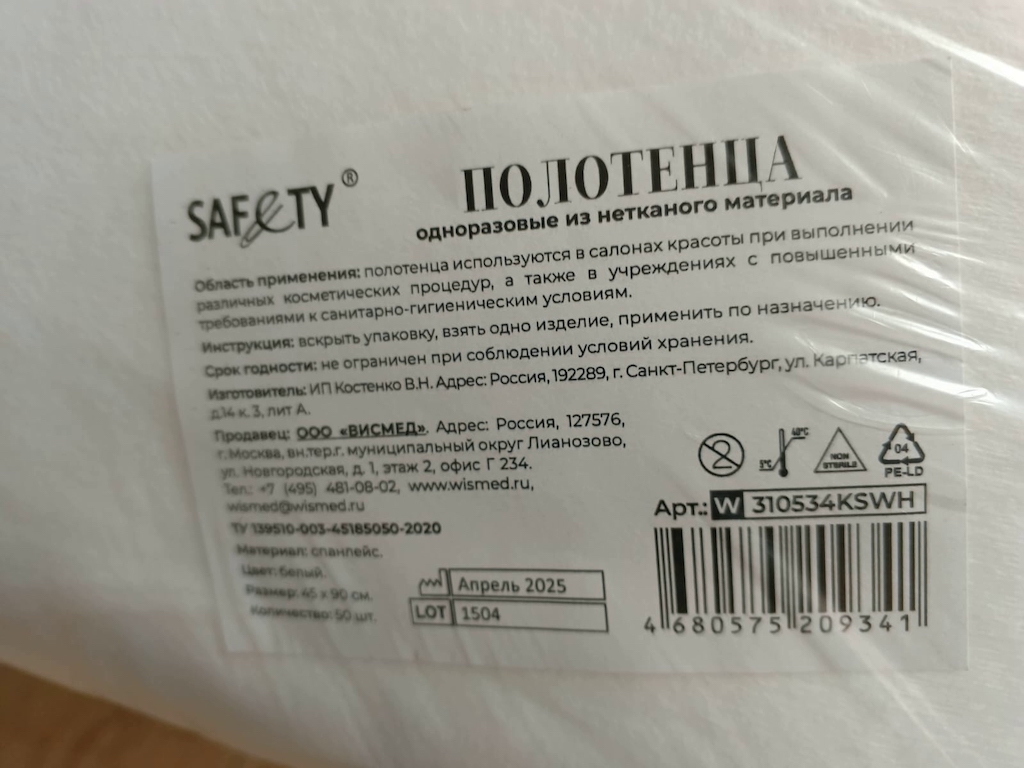 SAFETY®
ПОЛОТЕНЦА
одноразовые из нетканого материала
Область применения: полотенца используются в салонах красоты при выполнении
различных косметических процедур, а также в учреждениях с повышенными
требованиями к санитарно-гигиеническим условиям.
Инструкция: вскрыть упаковку, взять одно изделие, применить по назначению.
Срок годности: не ограничен при соблюдении условий хранения.
Изготовитель: ИП Костенко В.Н. Адрес: Россия, 192289, г. Санкт-Петербург, ул. Карпатская,
д.14 к. 3, лит А.
Продавец: ООО «ВИСМЕД». Адрес: Россия, 127576,
г. Москва, вн.тер.г. муниципальный округ Лианозово,
ул. Новгородская, д. 1, этаж 2, офис Г 234.
Тел.: +7 (495) 481-08-02, www.wismed.ru,
wismed@wismed.ru
ТУ 139510-003-45185050-2020
Материал: спанлейс.
Цвет: белый.
Размер: 45 х 90 см.
Количество: 50 шт.
Апрель 2025
LOT 1504
2
5°C 40°C
NON
STERILE
04
PE-LD
Арт.: W 310534KSWH
4 680575 209341